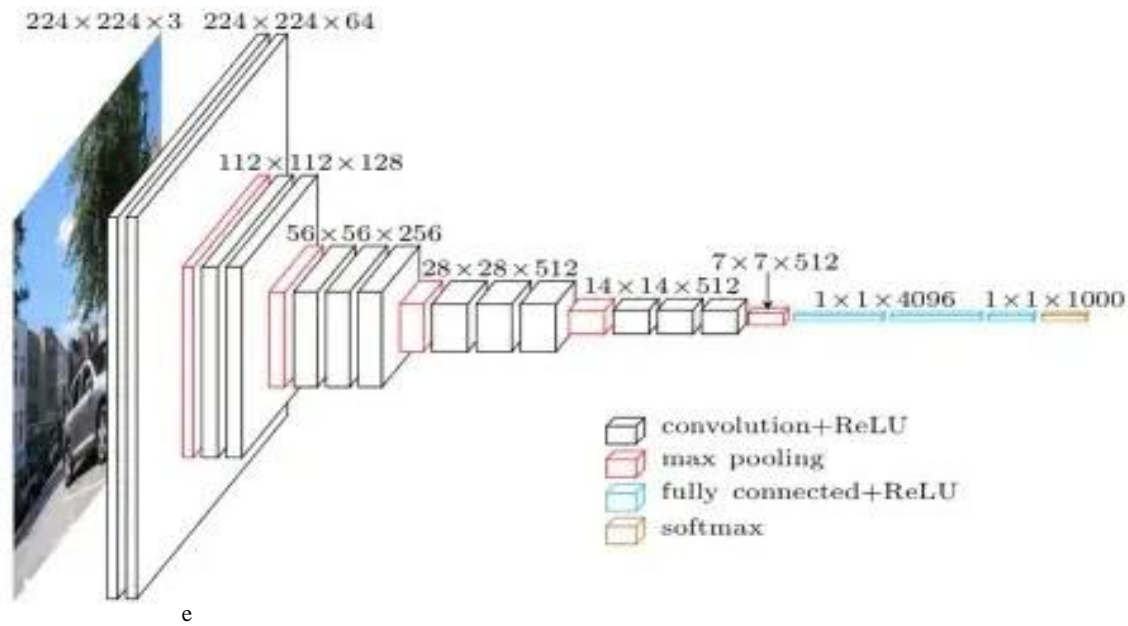 224×224×3
224×224×64
112×112×128
56×56×256
28×28×512
14×14×512
7×7×512
1×1×4096
1×1×1000
convolution+ReLU
max pooling
fully connected+ReLU
softmax
e